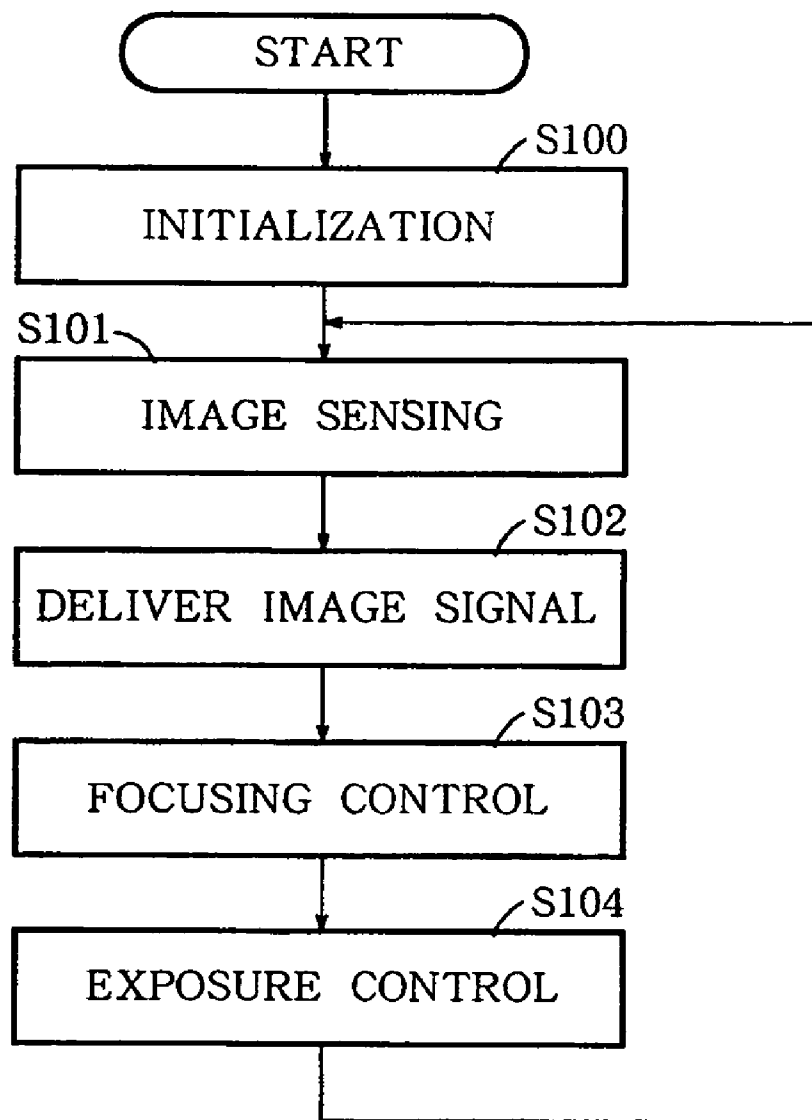 START
S100
INITIALIZATION
S101
IMAGE SENSING
S102
DELIVER IMAGE SIGNAL
S103
FOCUSING CONTROL
S104
EXPOSURE CONTROL